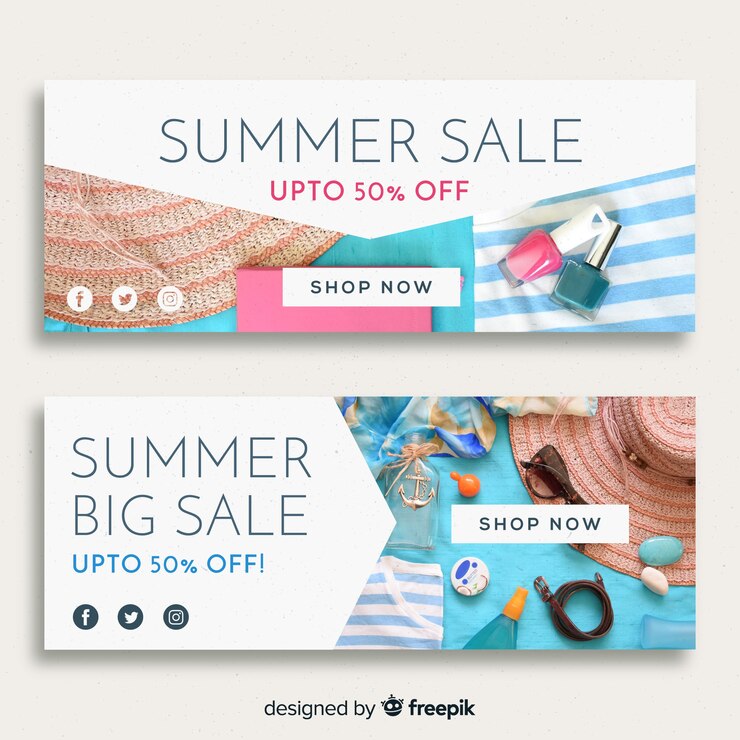 SUMMER SALE
UPTO 50% OFF
SHOP NOW
SUMMER
BIG SALE
UPTO 50% OFF!
SHOP NOW
designed by freepik